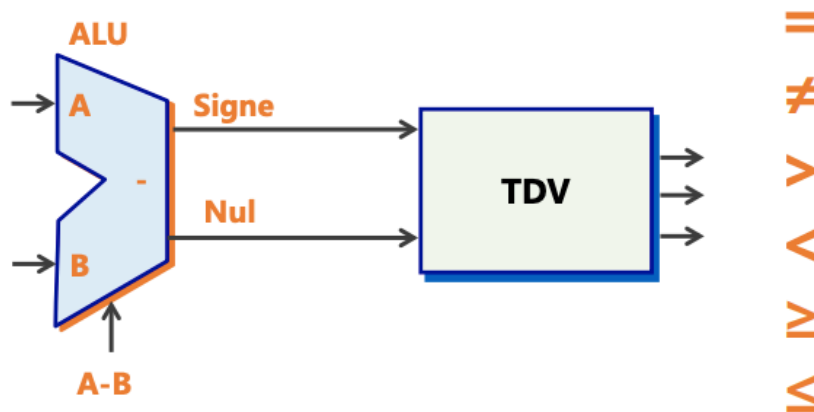 ALU
A
Signe
-
TDV
Nul
B
A-B
=
≠
>
<
≥
≤